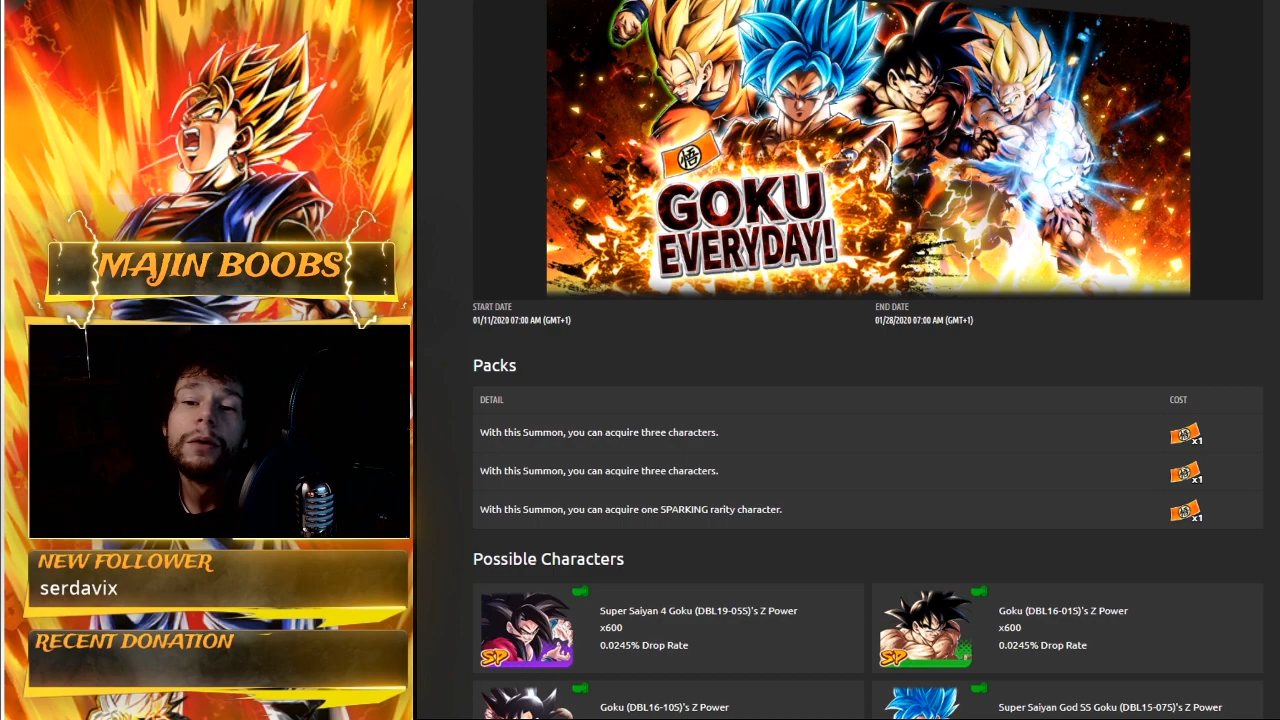 MAJIN BOOBS
NEW FOLLOWER
serdavix
RECENT DONATION
悟
GOKU
EVERYDAY!
START DATE
01/11/2020 07:00 AM (GMT+1)
END DATE
01/28/2020 07:00 AM (GMT+1)
Packs
DETAIL
COST
With this Summon, you can acquire three characters.
x1
With this Summon, you can acquire three characters.
x1
With this Summon, you can acquire one SPARKING rarity character.
x1
Possible Characters
SP
Super Saiyan 4 Goku (DBL19-05S)'s Z Power
x600
0.0245% Drop Rate
SP
Goku (DBL16-01S)'s Z Power
x600
0.0245% Drop Rate
Goku (DBL16-10S)'s Z Power
Super Saiyan God SS Goku (DBL15-07S)'s Z Power